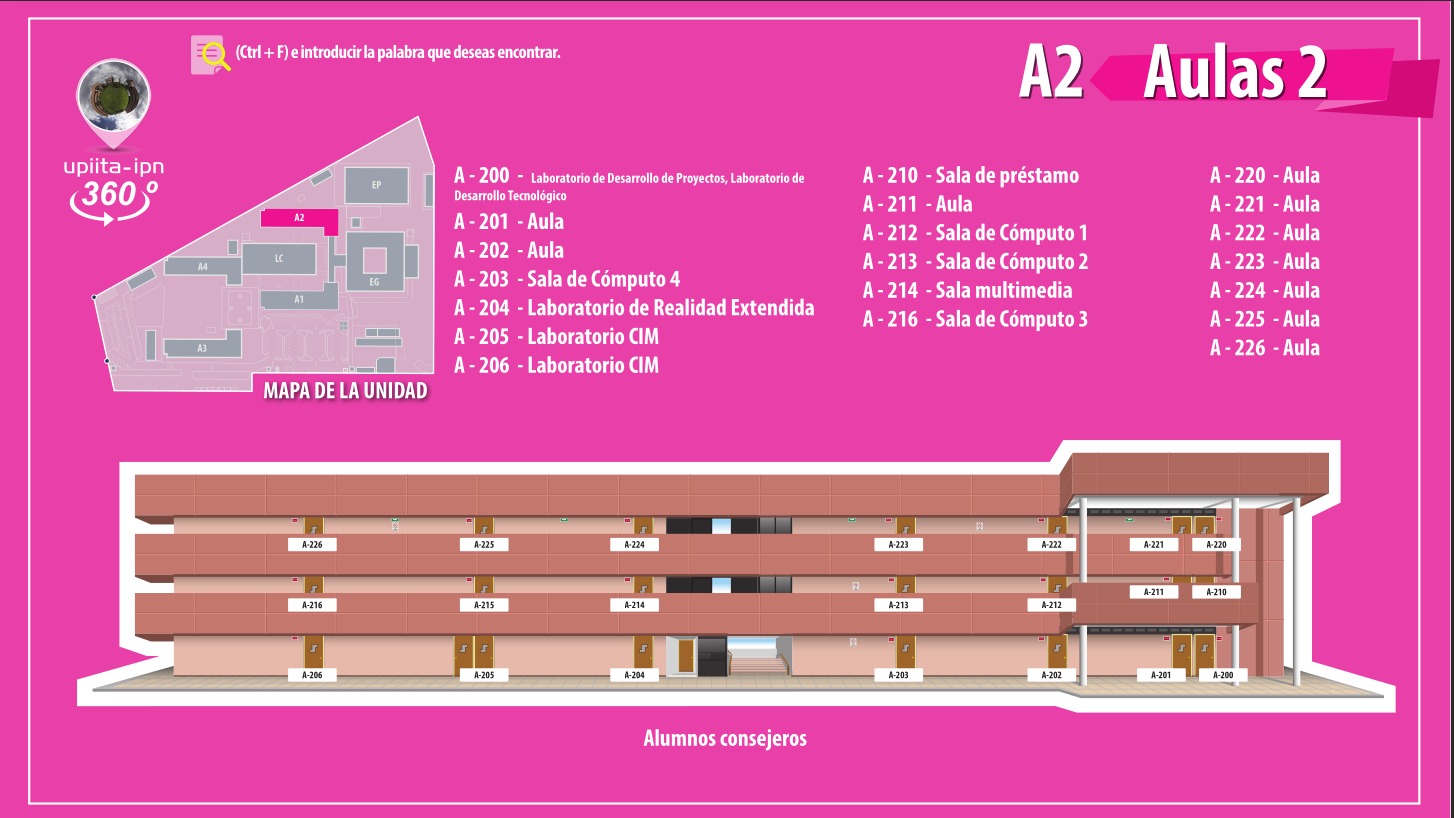 (Ctrl + F) e introducir la palabra que deseas encontrar.
A2 Aulas 2
upiita-ipn
360º
EP
A2
LC
A4
EG
A1
A3
MAPA DE LA UNIDAD
A - 200 - Laboratorio de Desarrollo de Proyectos, Laboratorio de
Desarrollo Tecnológico
A - 201 - Aula
A - 202 - Aula
A - 203 - Sala de Cómputo 4
A - 204 - Laboratorio de Realidad Extendida
A - 205 - Laboratorio CIM
A - 206 - Laboratorio CIM
A - 210 - Sala de préstamo
A - 211 - Aula
A - 212 - Sala de Cómputo 1
A - 213 - Sala de Cómputo 2
A - 214 - Sala multimedia
A - 216 - Sala de Cómputo 3
A - 220 - Aula
A - 221 - Aula
A - 222 - Aula
A - 223 - Aula
A - 224 - Aula
A - 225 - Aula
A - 226 - Aula
A-226 A-225 A-224 A-223 A-222 A-221 A-220
A-216 A-215 A-214 A-213 A-212 A-211 A-210
A-206 A-205 A-204 A-203 A-202 A-201 A-200
Alumnos consejeros